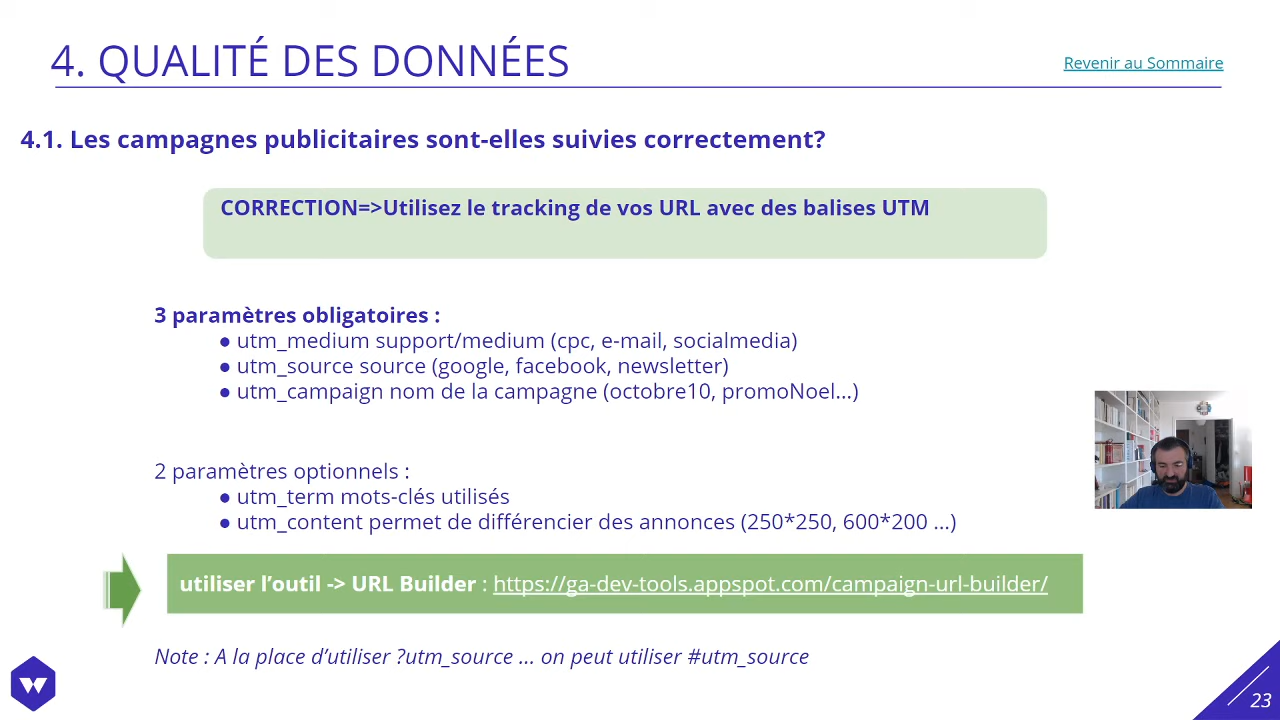 4. QUALITÉ DES DONNÉES
Revenir au Sommaire
4.1. Les campagnes publicitaires sont-elles suivies correctement?
CORRECTION=>Utilisez le tracking de vos URL avec des balises UTM
3 paramètres obligatoires :
● utm_medium support/medium (cpc, e-mail, socialmedia)
● utm_source source (google, facebook, newsletter)
● utm_campaign nom de la campagne (octobre10, promoNoel...)
2 paramètres optionnels :
● utm_term mots-clés utilisés
● utm_content permet de différencier des annonces (250*250, 600*200 ...)
utiliser l’outil -> URL Builder : https://ga-dev-tools.appspot.com/campaign-url-builder/
Note : A la place d’utiliser ?utm_source ... on peut utiliser #utm_source
23